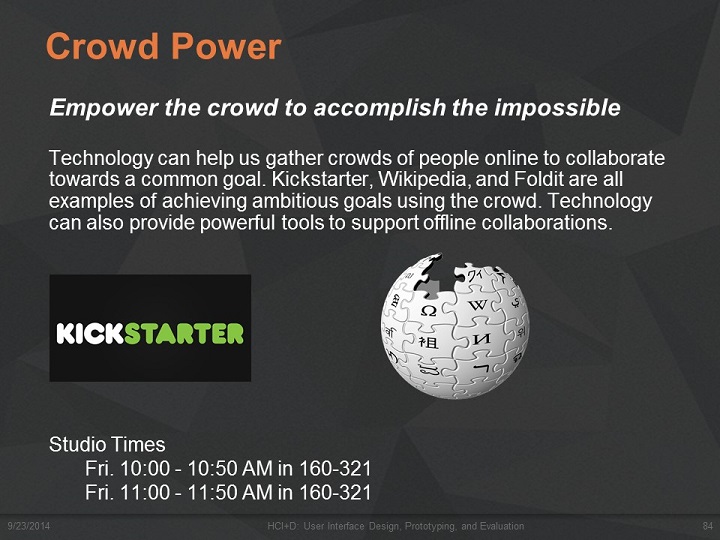 Crowd Power
Empower the crowd to accomplish the impossible
Technology can help us gather crowds of people online to collaborate
towards a common goal. Kickstarter, Wikipedia, and Foldit are all
examples of achieving ambitious goals using the crowd. Technology
can also provide powerful tools to support offline collaborations.
KICKSTARTER
Ω W
祖 И
Studio Times
Fri. 10:00 - 10:50 AM in 160-321
Fri. 11:00 - 11:50 AM in 160-321
9/23/2014
HCI+D: User Interface Design, Prototyping, and Evaluation
84